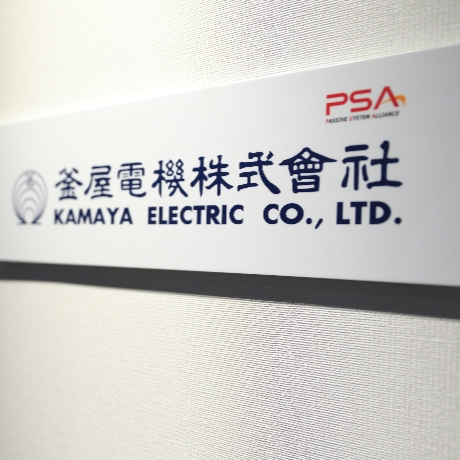 PSA
PASSIVE SYSTEM ALLIANCE
釜屋電機株式會社
KAMAYA ELECTRIC CO., LTD.